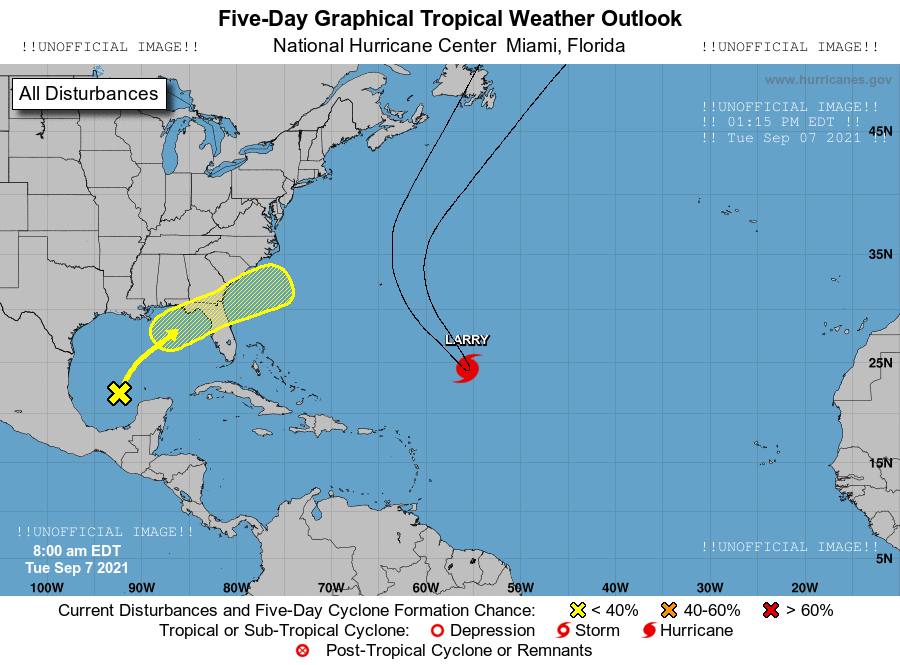 Five-Day Graphical Tropical Weather Outlook
!!UNOFFICIAL IMAGE!! National Hurricane Center Miami, Florida !!UNOFFICIAL IMAGE!!
All Disturbances
www.hurricanes.gov
!!UNOFFICIAL IMAGE!!
!! 01:15 PM EDT !!
!! Tue Sep 07 2021 !!
45N
35N
LARRY
25N
15N
!!UNOFFICIAL IMAGE!!
8:00 am EDT
Tue Sep 7 2021
!!UNOFFICIAL IMAGE!!
5N
100W 90W 80W 70W 60W 50W 40W 30W 20W
Current Disturbances and Five-Day Cyclone Formation Chance: < 40% 40-60% > 60%
Tropical or Sub-Tropical Cyclone: Depression Storm Hurricane
Post-Tropical Cyclone or Remnants